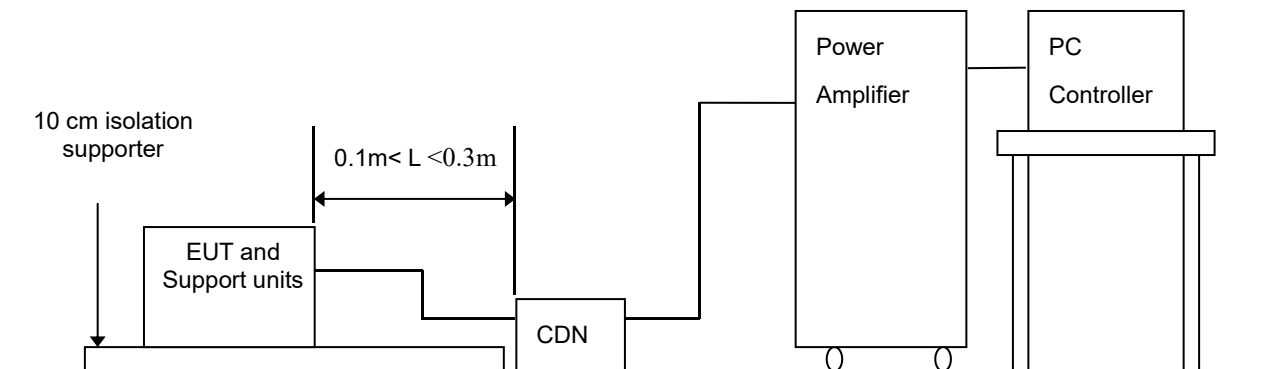 Power
Amplifier
PC
Controller
10 cm isolation
supporter
0.1m< L <0.3m
EUT and
Support units
CDN